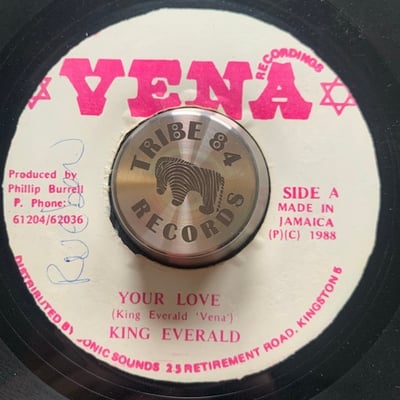 VENA
RECORDINGS
TRIBE 84
RECORDS
Produced by
Phillip Burrell
P. Phone:
61204/62036
SIDE A
MADE IN
JAMAICA
(P)(C) 1988
YOUR LOVE
(King Everald 'Vena')
KING EVERALD
DISTRIBUTED BY SONIC SOUNDS 25 RETIREMENT ROAD. KINGSTON 5